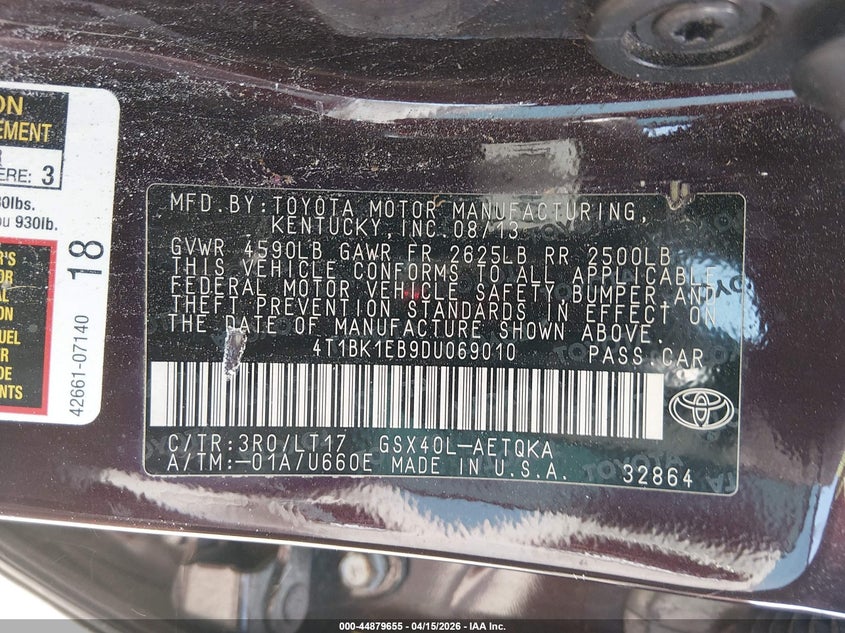 ON
EMENT
R
ERE: 3
30lbs.
ou 930lb.
18
42661-07140
MFD.BY:TOYOTA MOTOR MANUFACTURING,
KENTUCKY,INC.08/13
GVWR 4590LB GAWR FR 2625LB RR 2500LB
THIS VEHICLE CONFORMS TO ALL APPLICABLE
FEDERAL MOTOR VEHICLE SAFETY,BUMPER,AND
THEFT PREVENTION STANDARDS IN EFFECT ON
THE DATE OF MANUFACTURE SHOWN ABOVE.
4T1BK1EB9DU069010 PASS CAR
C/TR:3R0/LT17 GSX40L-AETQKA
A/TM:-01A/U660E MADE IN U.S.A. 32864
000-44879655 - 04/15/2026 - IAA Inc.